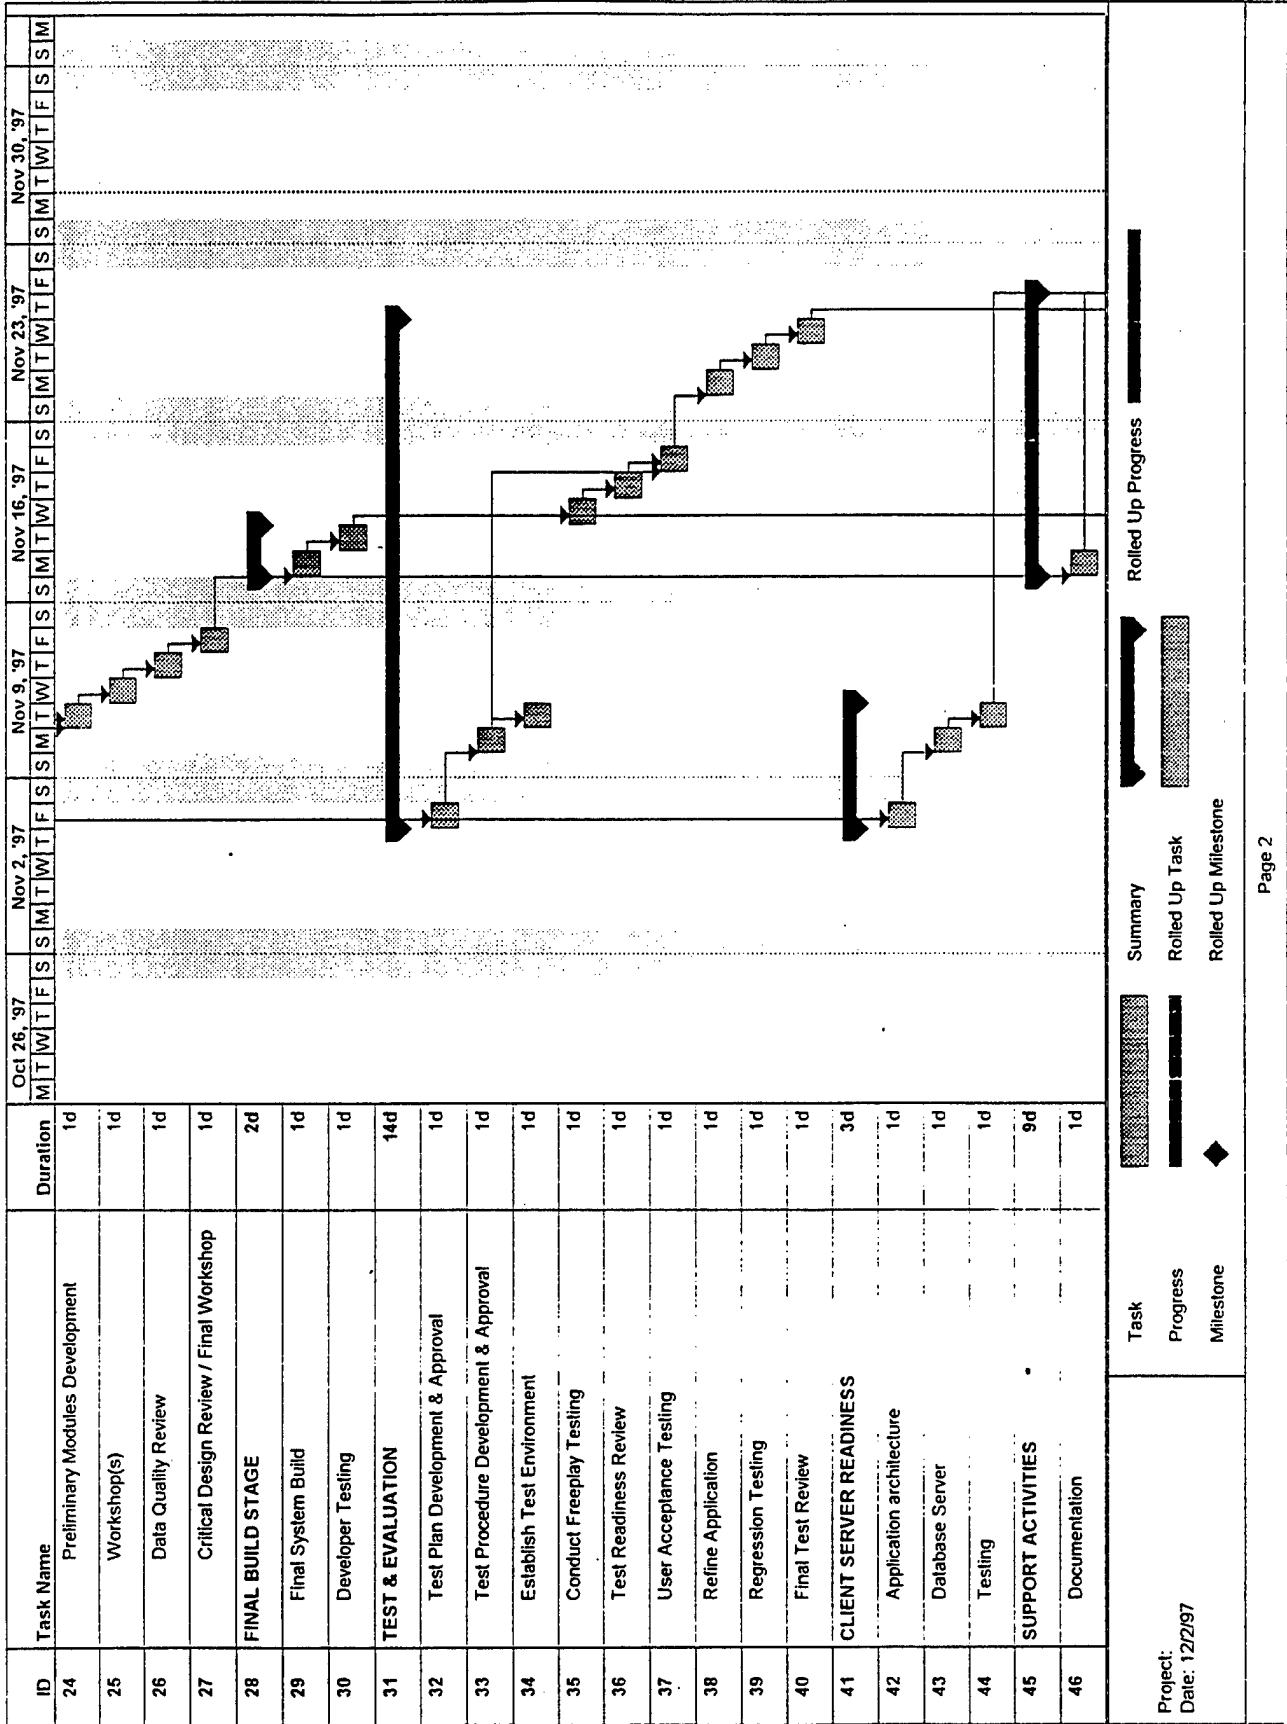 ID Task Name Duration Oct 26, '97 Nov 2, '97 Nov 9, '97 Nov 16, '97 Nov 23, '97 Nov 30, '97
M T W T F S S M T W T F S S M T W T F S S M T W T F S S M T W T F S S M T W T F S S M
24 Preliminary Modules Development 1d
25 Workshop(s) 1d
26 Data Quality Review 1d
27 Critical Design Review / Final Workshop 1d
28 FINAL BUILD STAGE 2d
29 Final System Build 1d
30 Developer Testing 1d
31 TEST & EVALUATION 14d
32 Test Plan Development & Approval 1d
33 Test Procedure Development & Approval 1d
34 Establish Test Environment 1d
35 Conduct Freeplay Testing 1d
36 Test Readiness Review 1d
37 User Acceptance Testing 1d
38 Refine Application 1d
39 Regression Testing 1d
40 Final Test Review 1d
41 CLIENT SERVER READINESS 3d
42 Application architecture 1d
43 Database Server 1d
44 Testing 1d
45 SUPPORT ACTIVITIES 9d
46 Documentation 1d
Project:
Date: 12/2/97
Task Summary Rolled Up Progress
Progress Rolled Up Task
Milestone Rolled Up Milestone
Page 2